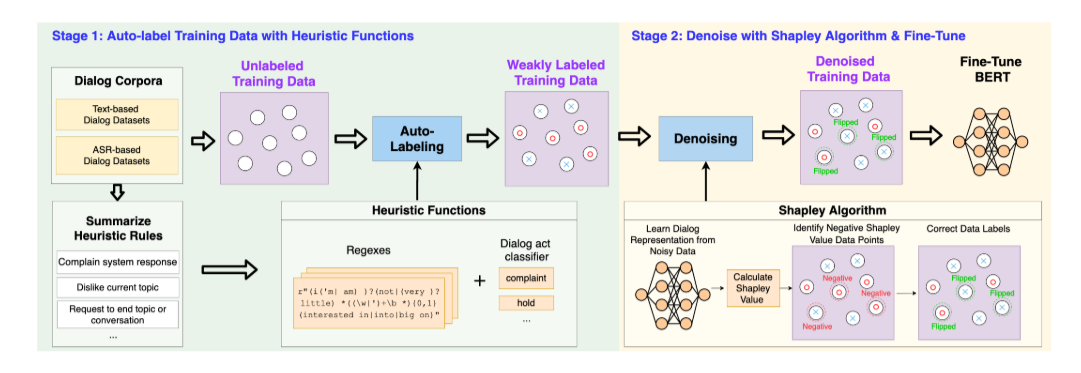 Stage 1: Auto-label Training Data with Heuristic Functions
Dialog Corpora
Text-based
Dialog Datasets
ASR-based
Dialog Datasets
Unlabeled
Training Data
Auto-
Labeling
Weakly Labeled
Training Data
Summarize
Heuristic Rules
Complain system response
Dislike current topic
Request to end topic or
conversation
...
Heuristic Functions
Regexes
r"(i('m| am) )?(not|(very )?
little) *((\w|')+\b *){0,1}
(interested in|into|big on)"
+
Dialog act
classifier
complaint
hold
...
Stage 2: Denoise with Shapley Algorithm & Fine-Tune
Denoising
Denoised
Training Data
Flipped
Flipped
Flipped
Fine-Tune
BERT
Shapley Algorithm
Learn Dialog
Representation from
Noisy Data
Calculate
Shapley
Value
Identify Negative Shapley
Value Data Points
Negative
Negative
Negative
Correct Data Labels
Flipped
Flipped
Flipped